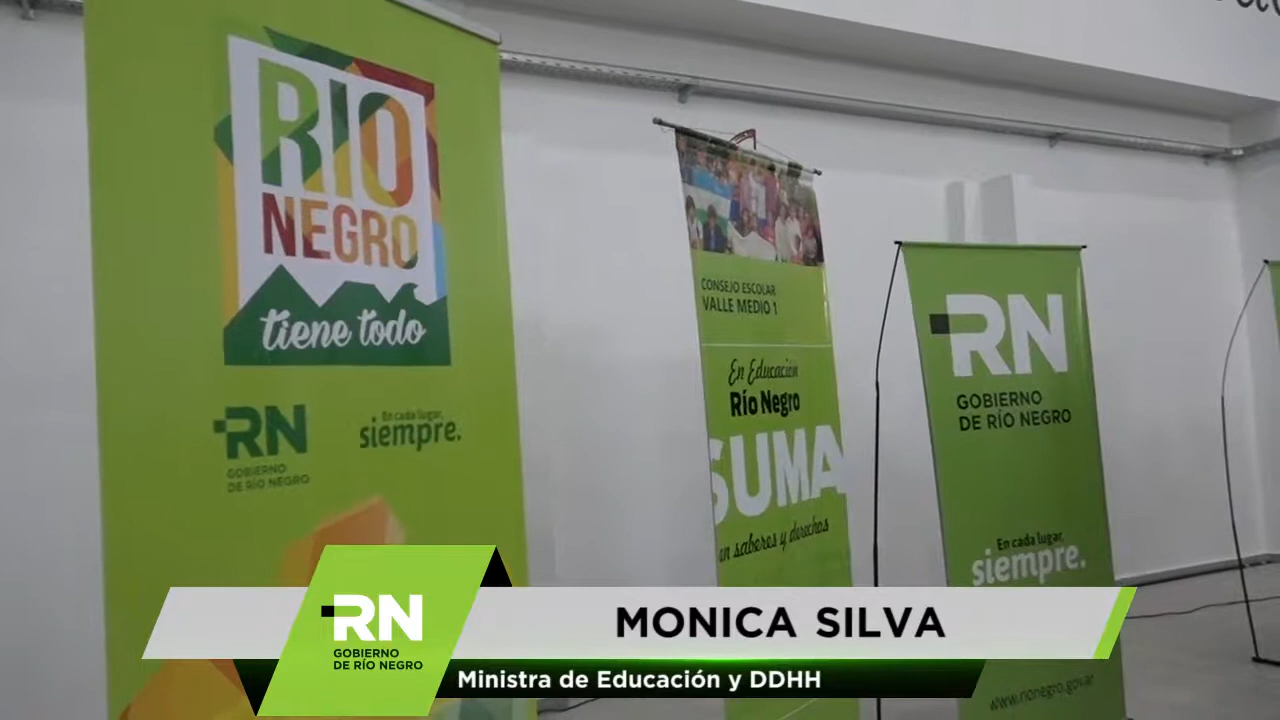 RIO
NEGRO
tiene todo
RN
GOBIERNO
DE RÍO NEGRO
En cada lugar,
siempre.
CONSEJO ESCOLAR
VALLE MEDIO 1
En Educación
Río Negro
SUMA
en saberes y derechos
RN
GOBIERNO
DE RÍO NEGRO
En cada lugar,
siempre.
www.rionegro.gov.ar
RN
GOBIERNO
DE RÍO NEGRO
MONICA SILVA
Ministra de Educación y DDHH